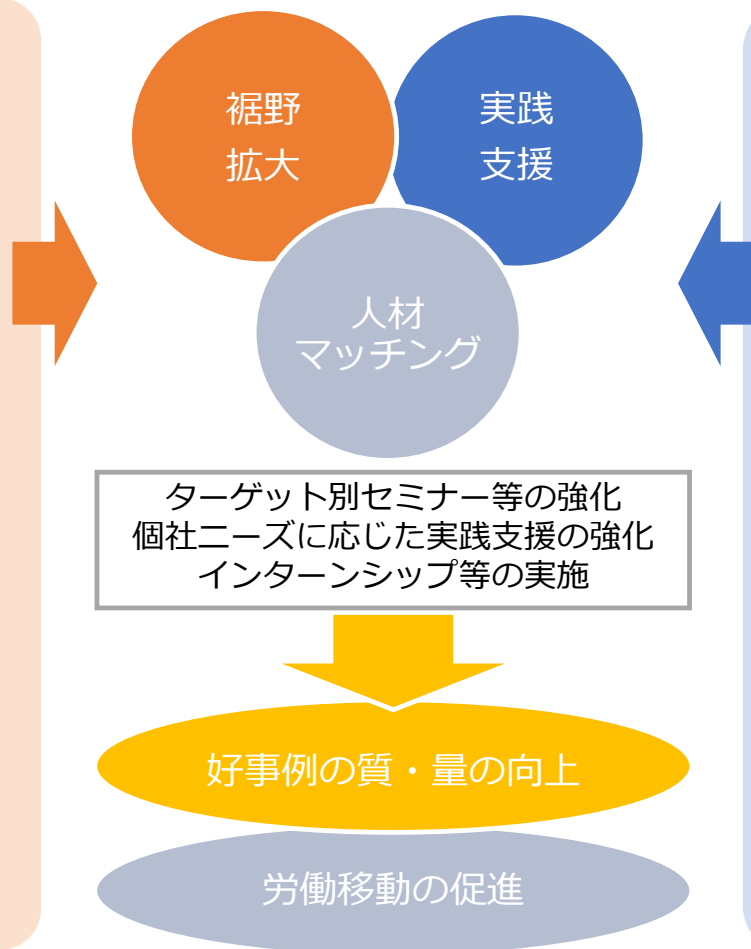 裾野
拡大
実践
支援
人材
マッチング
ターゲット別セミナー等の強化
個社ニーズに応じた実践支援の強化
インターンシップ等の実施
好事例の質・量の向上
労働移動の促進